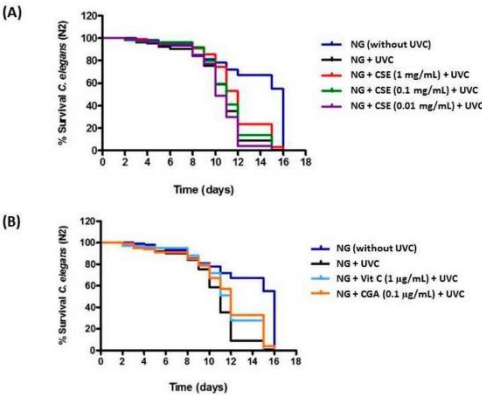 (A)
% Survival C. elegans (N2)
120
100
80
60
40
20
0
0 2 4 6 8 10 12 14 16 18
Time (days)
NG (without UVC)
NG + UVC
NG + CSE (1 mg/mL) + UVC
NG + CSE (0.1 mg/mL) + UVC
NG + CSE (0.01 mg/mL) + UVC
(B)
% Survival C. elegans (N2)
120
100
80
60
40
20
0
0 2 4 6 8 10 12 14 16 18
Time (days)
NG (without UVC)
NG + UVC
NG + Vit C (1 µg/mL) + UVC
NG + CGA (0.1 µg/mL) + UVC